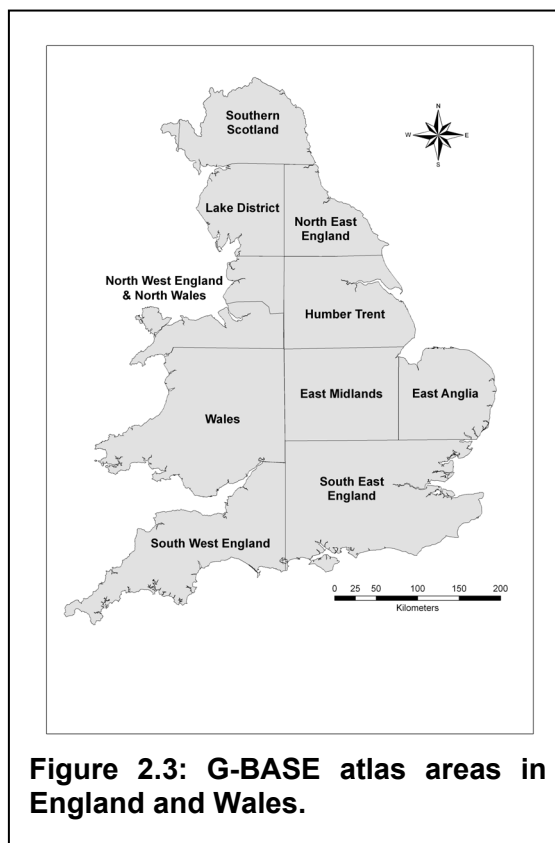 Southern
Scotland
N
W
E
S
Lake District
North East
England
North West England
& North Wales
Humber Trent
East Midlands
East Anglia
Wales
South East
England
South West England
0 25 50 100 150 200
Kilometers
Figure 2.3: G-BASE atlas areas in
England and Wales.